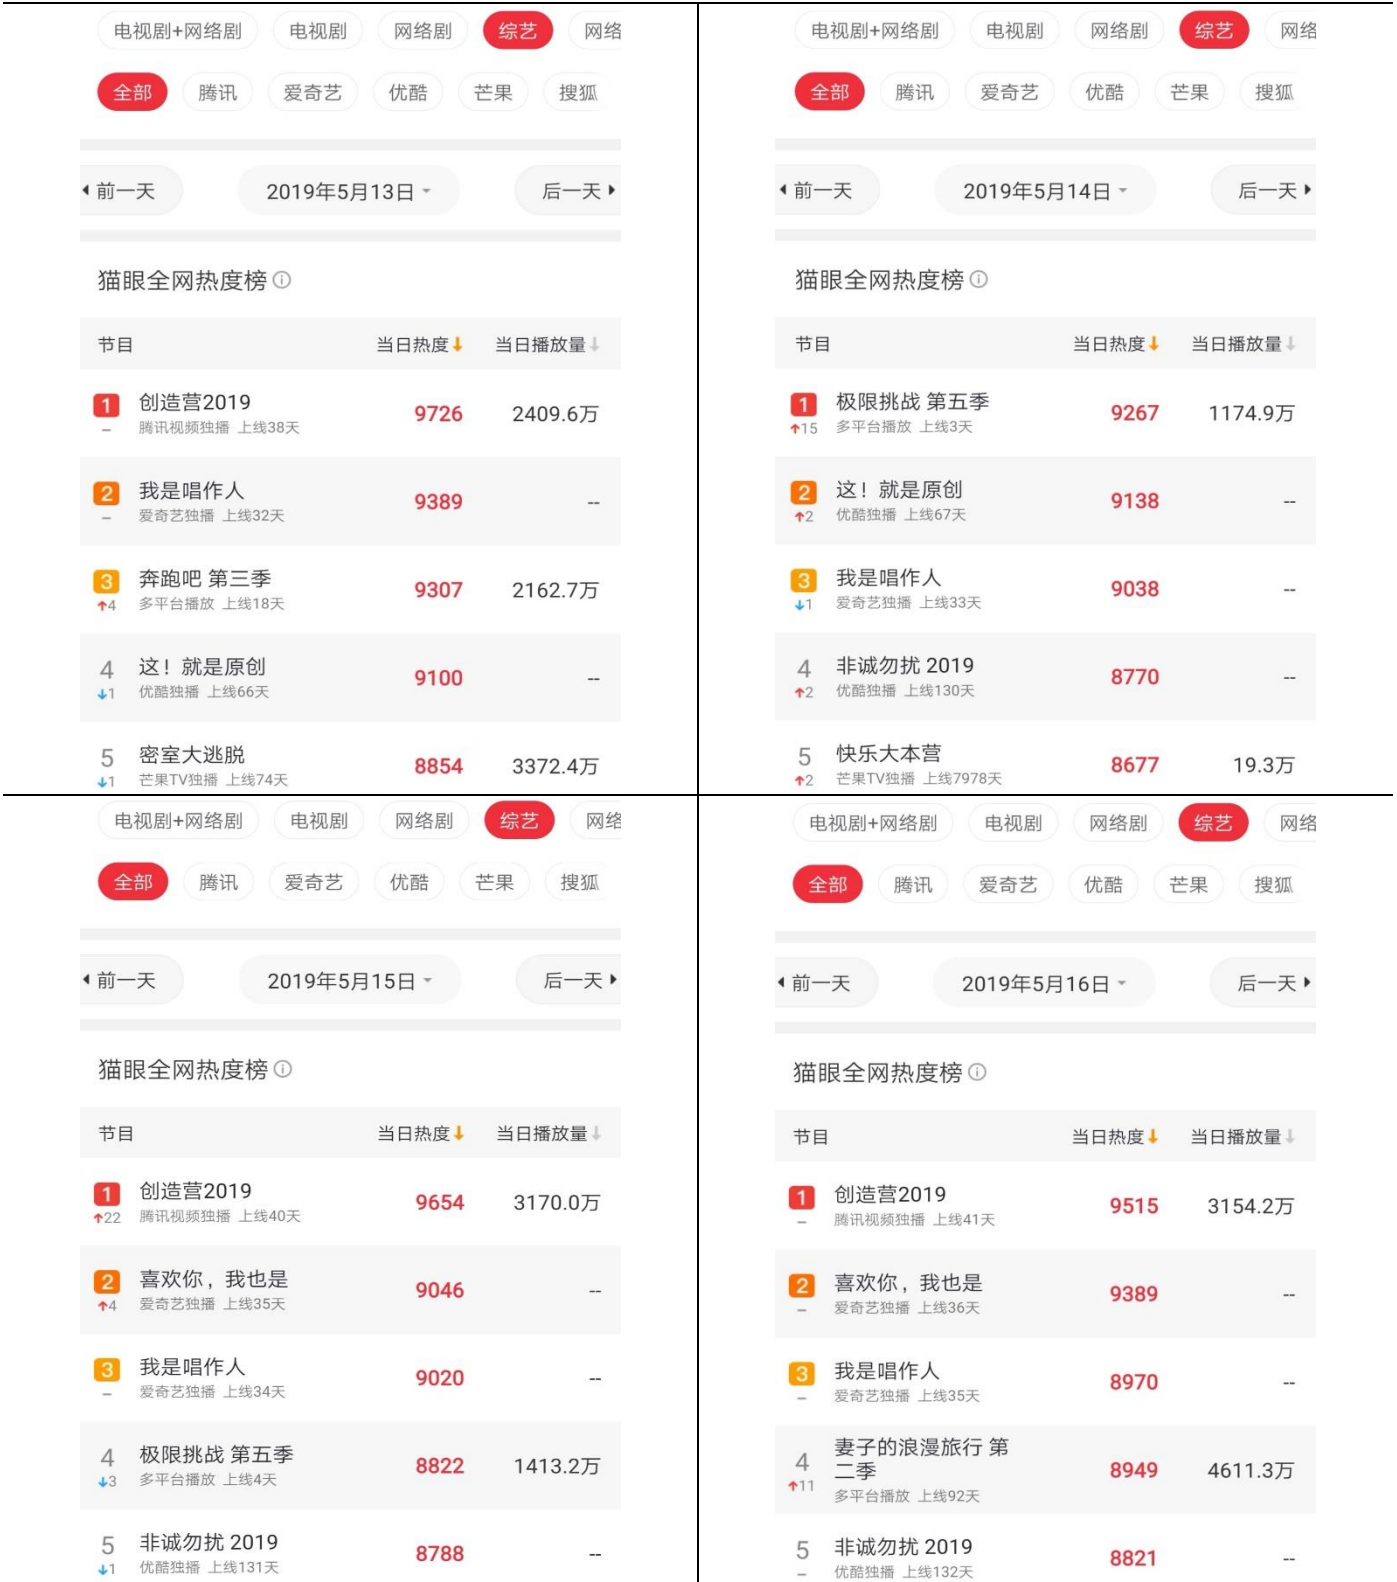 电视剧+网络剧 电视剧 网络剧 综艺 网络
全部 腾讯 爱奇艺 优酷 芒果 搜狐
前一天 2019年5月13日 后一天
猫眼全网热度榜
节目 当日热度 当日播放量
1 创造营2019 9726 2409.6万
– 腾讯视频独播 上线38天
2 我是唱作人 9389 --
– 爱奇艺独播 上线32天
3 奔跑吧 第三季 9307 2162.7万
↑4 多平台播放 上线18天
4 这！就是原创 9100 --
↓1 优酷独播 上线66天
5 密室大逃脱 8854 3372.4万
↓1 芒果TV独播 上线74天
电视剧+网络剧 电视剧 网络剧 综艺 网络
全部 腾讯 爱奇艺 优酷 芒果 搜狐
前一天 2019年5月14日 后一天
猫眼全网热度榜
节目 当日热度 当日播放量
1 极限挑战 第五季 9267 1174.9万
↑15 多平台播放 上线3天
2 这！就是原创 9138 --
↑2 优酷独播 上线67天
3 我是唱作人 9038 --
↓1 爱奇艺独播 上线33天
4 非诚勿扰 2019 8770 --
↑2 优酷独播 上线130天
5 快乐大本营 8677 19.3万
↑2 芒果TV独播 上线7978天
电视剧+网络剧 电视剧 网络剧 综艺 网络
全部 腾讯 爱奇艺 优酷 芒果 搜狐
前一天 2019年5月15日 后一天
猫眼全网热度榜
节目 当日热度 当日播放量
1 创造营2019 9654 3170.0万
↑22 腾讯视频独播 上线40天
2 喜欢你，我也是 9046 --
↑4 爱奇艺独播 上线35天
3 我是唱作人 9020 --
– 爱奇艺独播 上线34天
4 极限挑战 第五季 8822 1413.2万
↓3 多平台播放 上线4天
5 非诚勿扰 2019 8788 --
↓1 优酷独播 上线131天
电视剧+网络剧 电视剧 网络剧 综艺 网络
全部 腾讯 爱奇艺 优酷 芒果 搜狐
前一天 2019年5月16日 后一天
猫眼全网热度榜
节目 当日热度 当日播放量
1 创造营2019 9515 3154.2万
– 腾讯视频独播 上线41天
2 喜欢你，我也是 9389 --
– 爱奇艺独播 上线36天
3 我是唱作人 8970 --
– 爱奇艺独播 上线35天
妻子的浪漫旅行 第
4 二季 8949 4611.3万
↑11 多平台播放 上线92天
5 非诚勿扰 2019 8821 --
– 优酷独播 上线132天